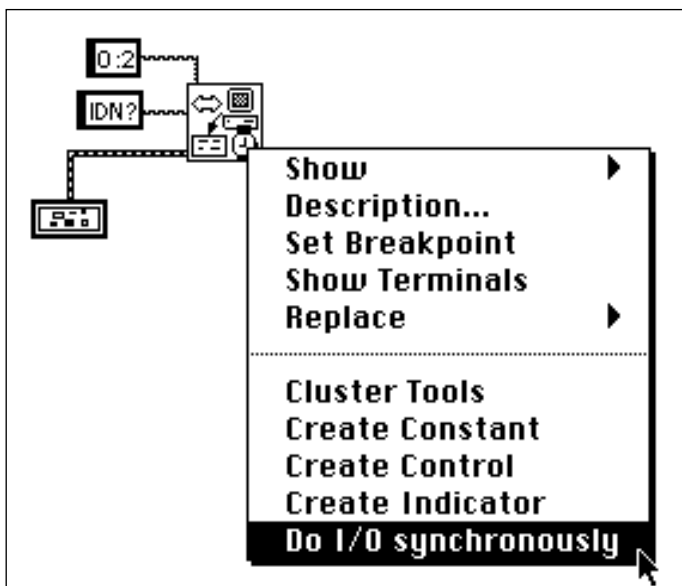 0:2
IDN?
Show
Description...
Set Breakpoint
Show Terminals
Replace
Cluster Tools
Create Constant
Create Control
Create Indicator
Do I/O synchronously